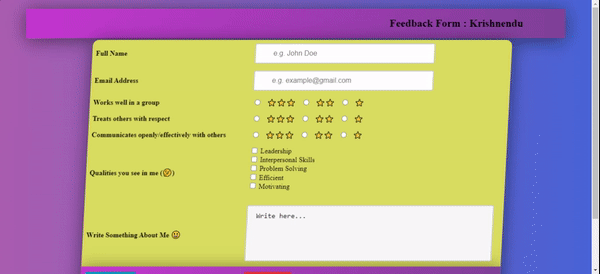 Feedback Form : Krishnendu
Full Name
e.g. John Doe
Email Address
e.g. example@gmail.com
Works well in a group
Treats others with respect
Communicates openly/effectively with others
Qualities you see in me (😉)
Leadership
Interpersonal Skills
Problem Solving
Efficient
Motivating
Write Something About Me 😃
Write here...